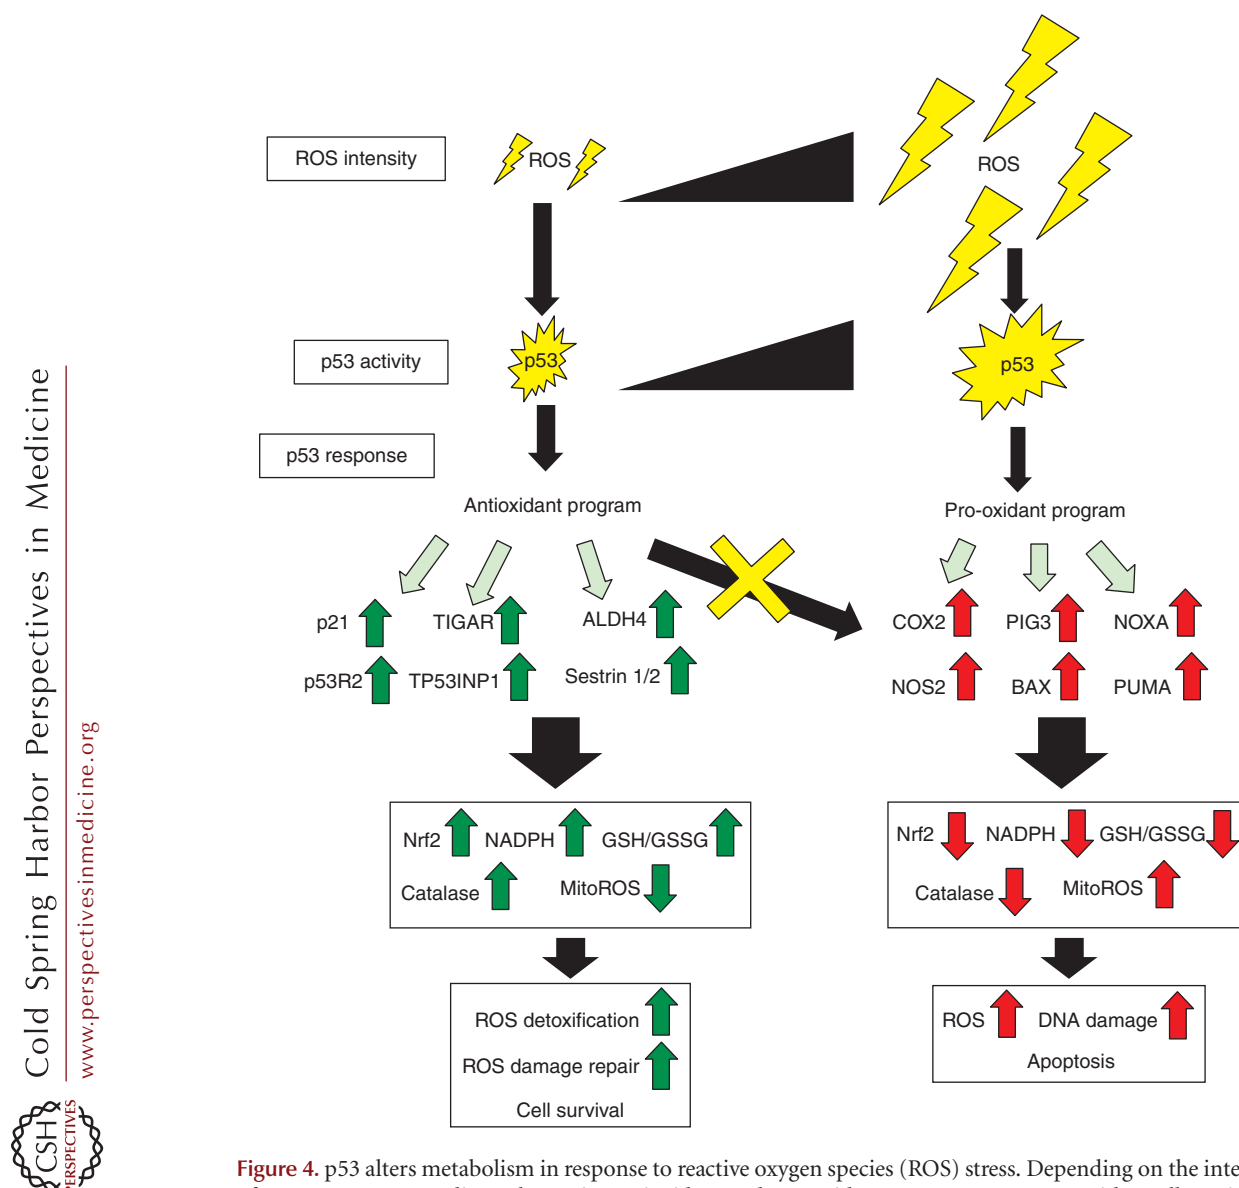 Cold Spring Harbor Perspectives in Medicine
www.perspectivesinmedicine.org
CSH
PERSPECTIVES
ROS intensity
ROS
ROS
p53 activity
p53
p53
p53 response
Antioxidant program
Pro-oxidant program
p21
TIGAR
ALDH4
p53R2
TP53INP1
Sestrin 1/2
COX2
PIG3
NOXA
NOS2
BAX
PUMA
Nrf2
NADPH
GSH/GSSG
Catalase
MitoROS
Nrf2
NADPH
GSH/GSSG
Catalase
MitoROS
ROS detoxification
ROS damage repair
Cell survival
ROS
DNA damage
Apoptosis
Figure 4. p53 alters metabolism in response to reactive oxygen species (ROS) stress. Depending on the inte